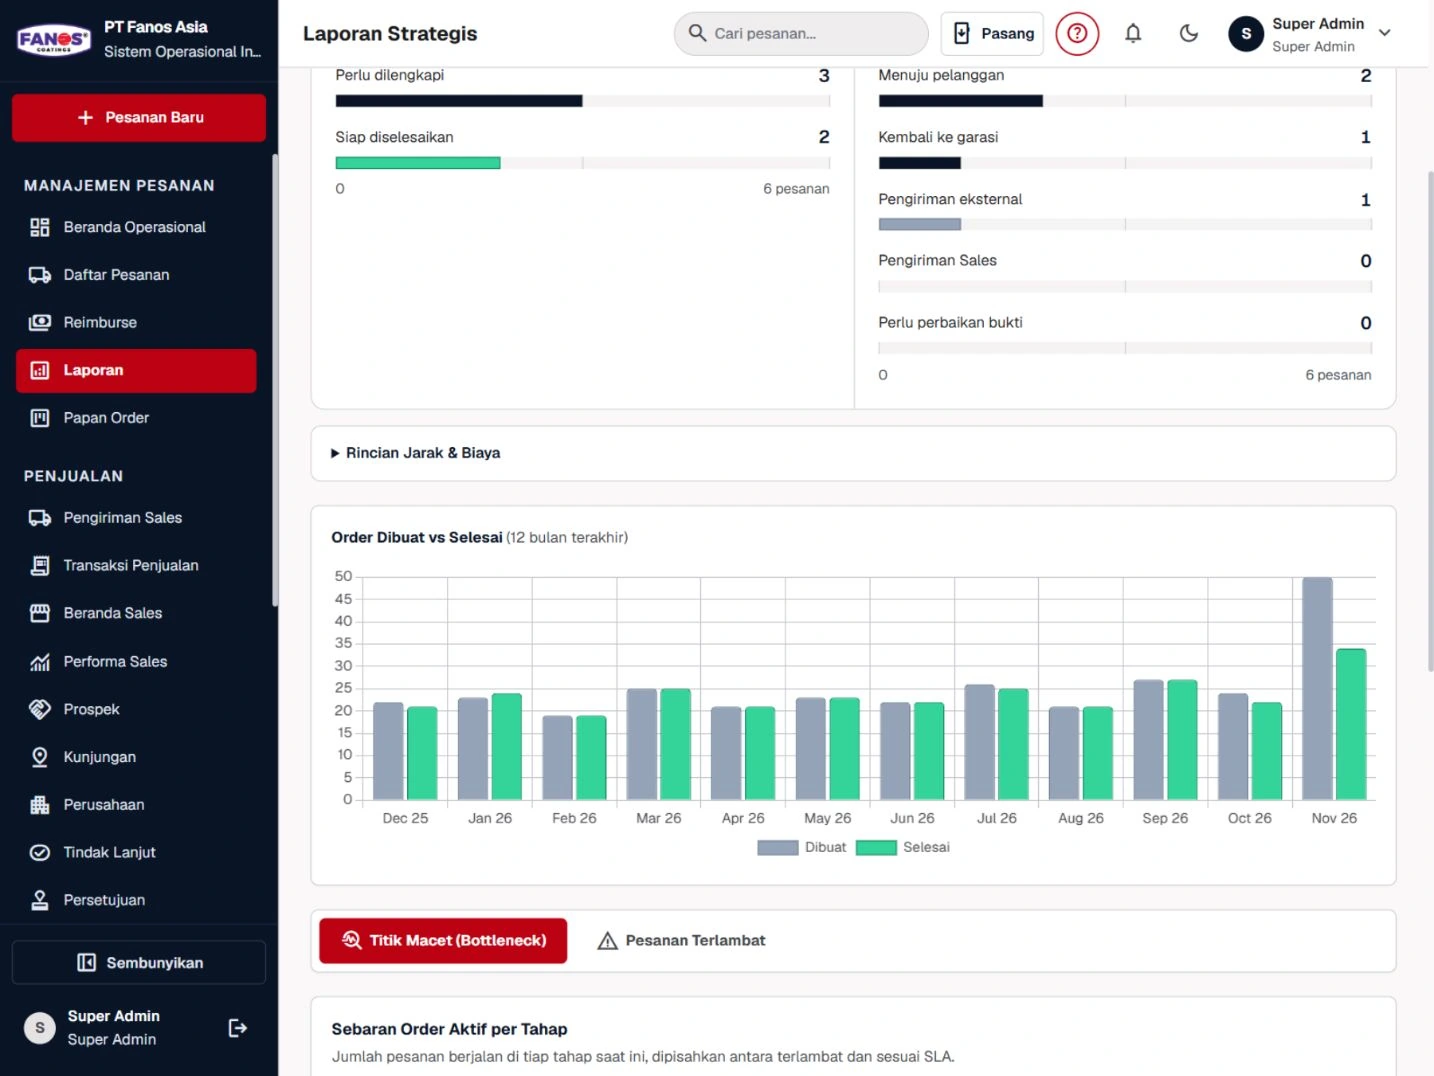 FANOS®
COATINGS
PT Fanos Asia
Sistem Operasional In...
Laporan Strategis
Cari pesanan...
Pasang
S
Super Admin
Super Admin
Pesanan Baru
MANAJEMEN PESANAN
Beranda Operasional
Daftar Pesanan
Reimburse
Laporan
Papan Order
PENJUALAN
Pengiriman Sales
Transaksi Penjualan
Beranda Sales
Performa Sales
Prospek
Kunjungan
Perusahaan
Tindak Lanjut
Persetujuan
Sembunyikan
S
Super Admin
Super Admin
Perlu dilengkapi 3
Siap diselesaikan 2
0 6 pesanan
Menuju pelanggan 2
Kembali ke garasi 1
Pengiriman eksternal 1
Pengiriman Sales 0
Perlu perbaikan bukti 0
0 6 pesanan
Rincian Jarak & Biaya
Order Dibuat vs Selesai (12 bulan terakhir)
50
45
40
35
30
25
20
15
10
5
0
Dec 25 Jan 26 Feb 26 Mar 26 Apr 26 May 26 Jun 26 Jul 26 Aug 26 Sep 26 Oct 26 Nov 26
Dibuat Selesai
Titik Macet (Bottleneck) Pesanan Terlambat
Sebaran Order Aktif per Tahap
Jumlah pesanan berjalan di tiap tahap saat ini, dipisahkan antara terlambat dan sesuai SLA.